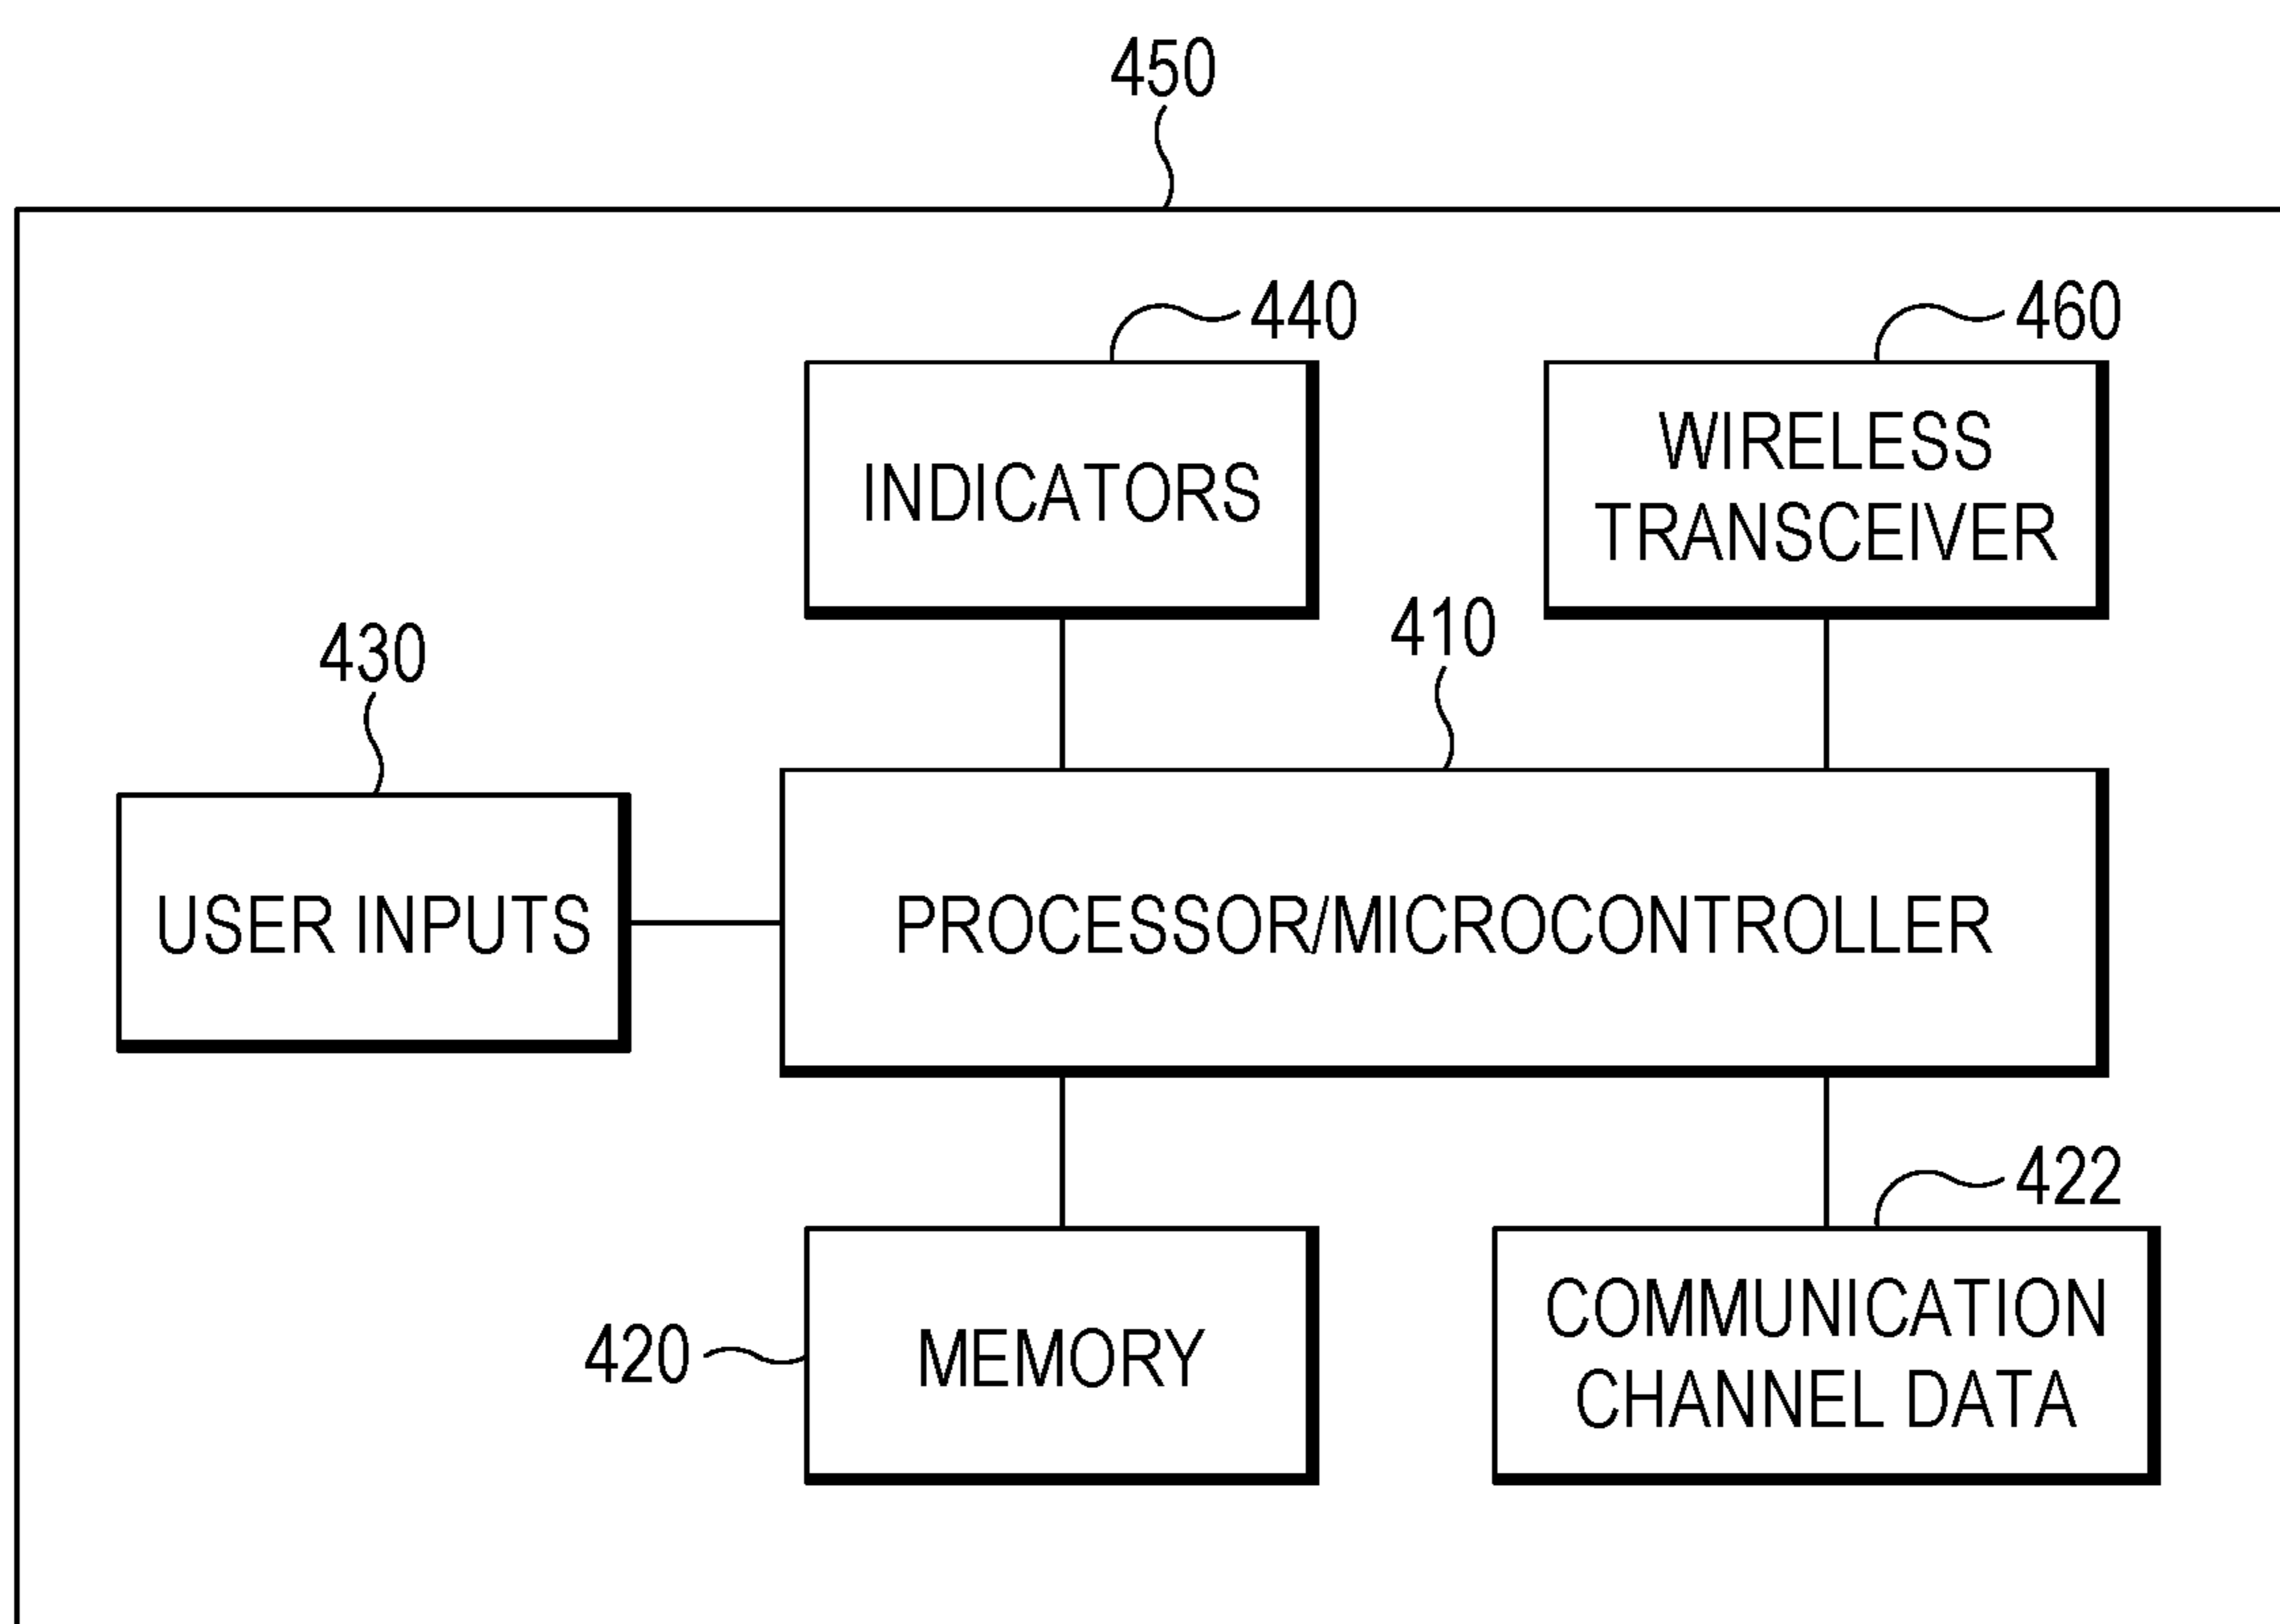 450
440
460
INDICATORS
WIRELESS
TRANSCEIVER
430
410
USER INPUTS
PROCESSOR/MICROCONTROLLER
422
420
MEMORY
COMMUNICATION
CHANNEL DATA